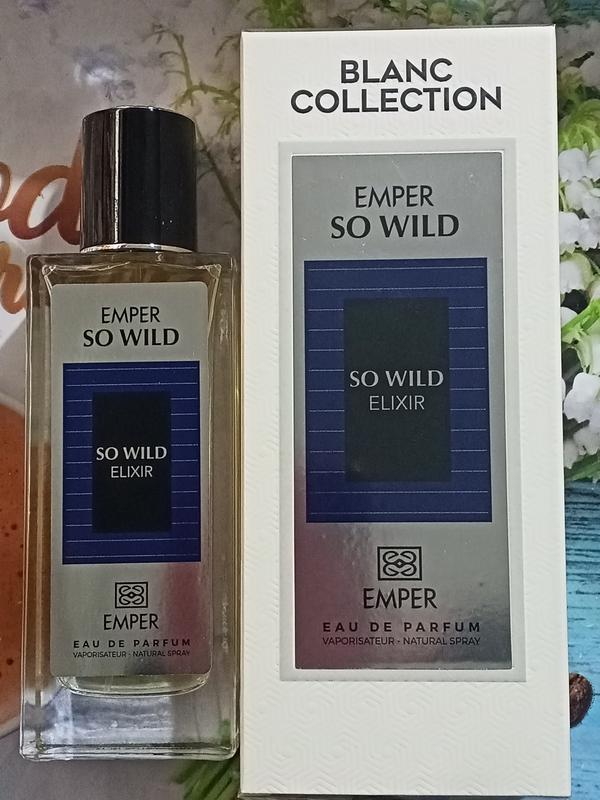 EMPER
SO WILD
SO WILD
ELIXIR
EMPER
EAU DE PARFUM
VAPORISATEUR - NATURAL SPRAY
BLANC
COLLECTION
EMPER
SO WILD
SO WILD
ELIXIR
EMPER
EAU DE PARFUM
VAPORISATEUR - NATURAL SPRAY